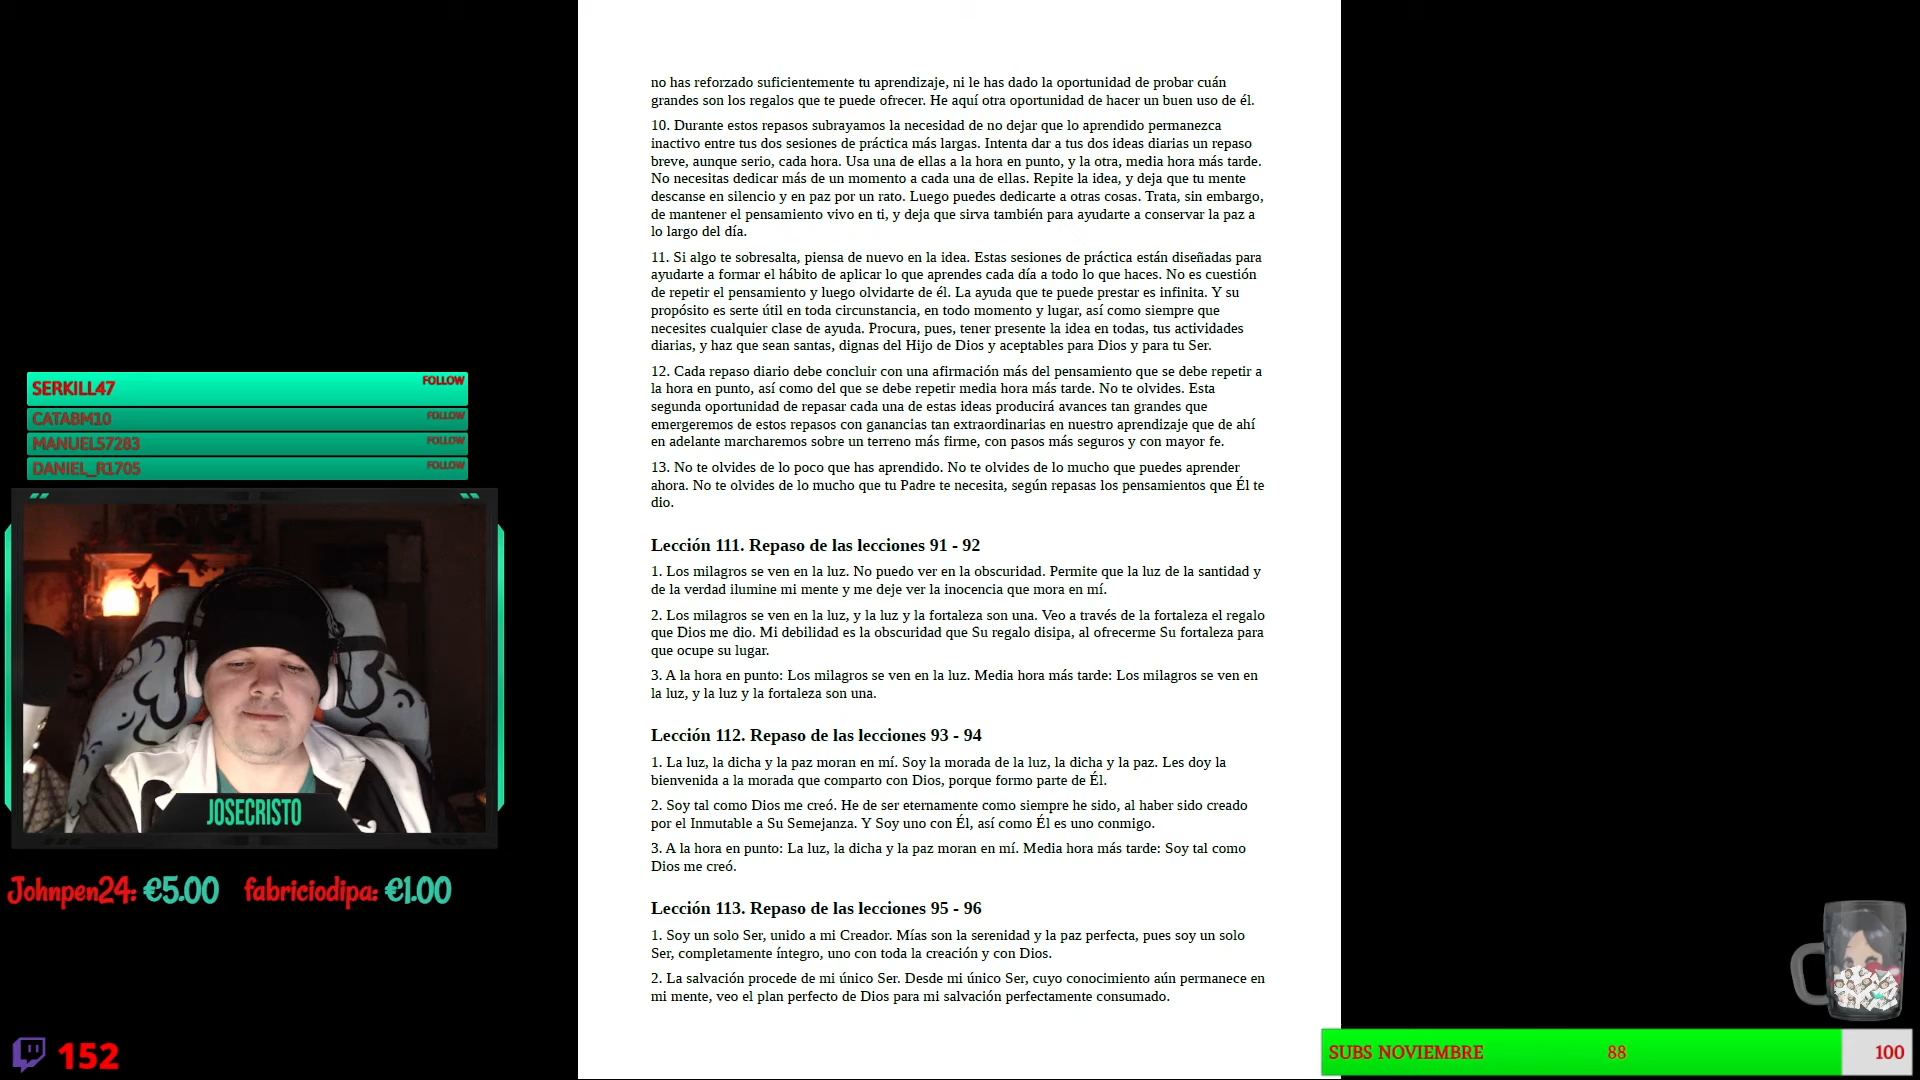 no has reforzado suficientemente tu aprendizaje, ni le has dado la oportunidad de probar cuán
grandes son los regalos que te puede ofrecer. He aquí otra oportunidad de hacer un buen uso de él.
10. Durante estos repasos subrayamos la necesidad de no dejar que lo aprendido permanezca
inactivo entre tus dos sesiones de práctica más largas. Intenta dar a tus dos ideas diarias un repaso
breve, aunque serio, cada hora. Usa una de ellas a la hora en punto, y la otra, media hora más tarde.
No necesitas dedicar más de un momento a cada una de ellas. Repite la idea, y deja que tu mente
descanse en silencio y en paz por un rato. Luego puedes dedicarte a otras cosas. Trata, sin embargo,
de mantener el pensamiento vivo en ti, y deja que sirva también para ayudarte a conservar la paz a
lo largo del día.
11. Si algo te sobresalta, piensa de nuevo en la idea. Estas sesiones de práctica están diseñadas para
ayudarte a formar el hábito de aplicar lo que aprendes cada día a todo lo que haces. No es cuestión
de repetir el pensamiento y luego olvidarte de él. La ayuda que te puede prestar es infinita. Y su
propósito es serte útil en toda circunstancia, en todo momento y lugar, así como siempre que
necesites cualquier clase de ayuda. Procura, pues, tener presente la idea en todas, tus actividades
diarias, y haz que sean santas, dignas del Hijo de Dios y aceptables para Dios y para tu Ser.
12. Cada repaso diario debe concluir con una afirmación más del pensamiento que se debe repetir a
la hora en punto, así como del que se debe repetir media hora más tarde. No te olvides. Esta
segunda oportunidad de repasar cada una de estas ideas producirá avances tan grandes que
emergeremos de estos repasos con ganancias tan extraordinarias en nuestro aprendizaje que de ahí
en adelante marcharemos sobre un terreno más firme, con pasos más seguros y con mayor fe.
13. No te olvides de lo poco que has aprendido. No te olvides de lo mucho que puedes aprender
ahora. No te olvides de lo mucho que tu Padre te necesita, según repasas los pensamientos que Él te
dio.
Lección 111. Repaso de las lecciones 91 - 92
1. Los milagros se ven en la luz. No puedo ver en la obscuridad. Permite que la luz de la santidad y
de la verdad ilumine mi mente y me deje ver la inocencia que mora en mí.
2. Los milagros se ven en la luz, y la luz y la fortaleza son una. Veo a través de la fortaleza el regalo
que Dios me dio. Mi debilidad es la obscuridad que Su regalo disipa, al ofrecerme Su fortaleza para
que ocupe su lugar.
3. A la hora en punto: Los milagros se ven en la luz. Media hora más tarde: Los milagros se ven en
la luz, y la luz y la fortaleza son una.
Lección 112. Repaso de las lecciones 93 - 94
1. La luz, la dicha y la paz moran en mí. Soy la morada de la luz, la dicha y la paz. Les doy la
bienvenida a la morada que comparto con Dios, porque formo parte de Él.
2. Soy tal como Dios me creó. He de ser eternamente como siempre he sido, al haber sido creado
por el Inmutable a Su Semejanza. Y Soy uno con Él, así como Él es uno conmigo.
3. A la hora en punto: La luz, la dicha y la paz moran en mí. Media hora más tarde: Soy tal como
Dios me creó.
Lección 113. Repaso de las lecciones 95 - 96
1. Soy un solo Ser, unido a mi Creador. Mías son la serenidad y la paz perfecta, pues soy un solo
Ser, completamente íntegro, uno con toda la creación y con Dios.
2. La salvación procede de mi único Ser. Desde mi único Ser, cuyo conocimiento aún permanece en
mi mente, veo el plan perfecto de Dios para mi salvación perfectamente consumado.
SERKILL47 FOLLOW
CATABM10 FOLLOW
MANUEL57283 FOLLOW
DANIEL_R1705 FOLLOW
JOSECRISTO
Johnpen24: €5.00 fabriciodipa: €1.00
152
SUBS NOVIEMBRE 88 100